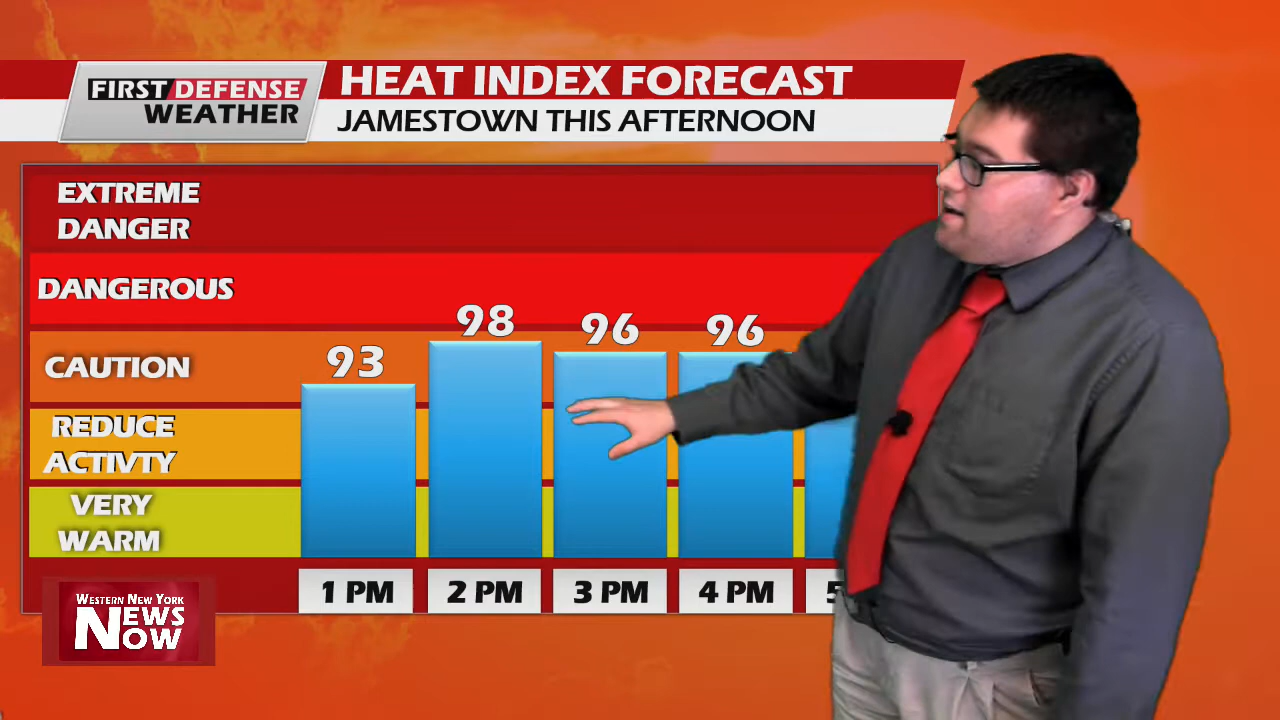 FIRST DEFENSE
WEATHER
HEAT INDEX FORECAST
JAMESTOWN THIS AFTERNOON
EXTREME
DANGER
DANGEROUS
CAUTION
REDUCE
ACTIVTY
VERY
WARM
93
98
96
96
1 PM
2 PM
3 PM
4 PM
WESTERN NEW YORK
NEWS
NOW